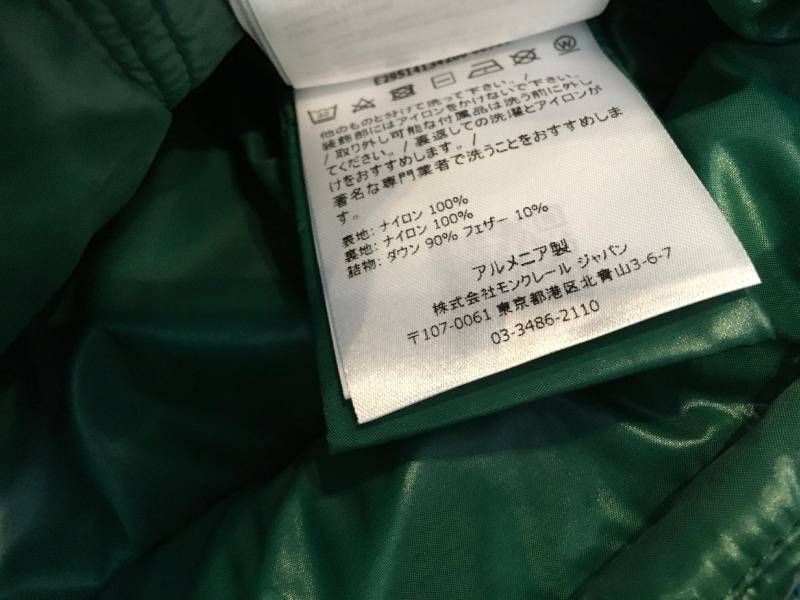 他のものと分けて洗って下さい。/
装飾部にはアイロンをかけないで下さい。
/ 取り外し可能な付属品は洗う前に外し
てください。/ 裏返しての洗濯とアイロンが
けをおすすめします。/
著名な専門業者で洗うことをおすすめしま
す。
表地: ナイロン 100%
裏地: ナイロン 100%
詰物: ダウン 90% フェザー 10%
アルメニア製
株式会社モンクレール ジャパン
〒107-0061 東京都港区北青山3-6-7
03-3486-2110